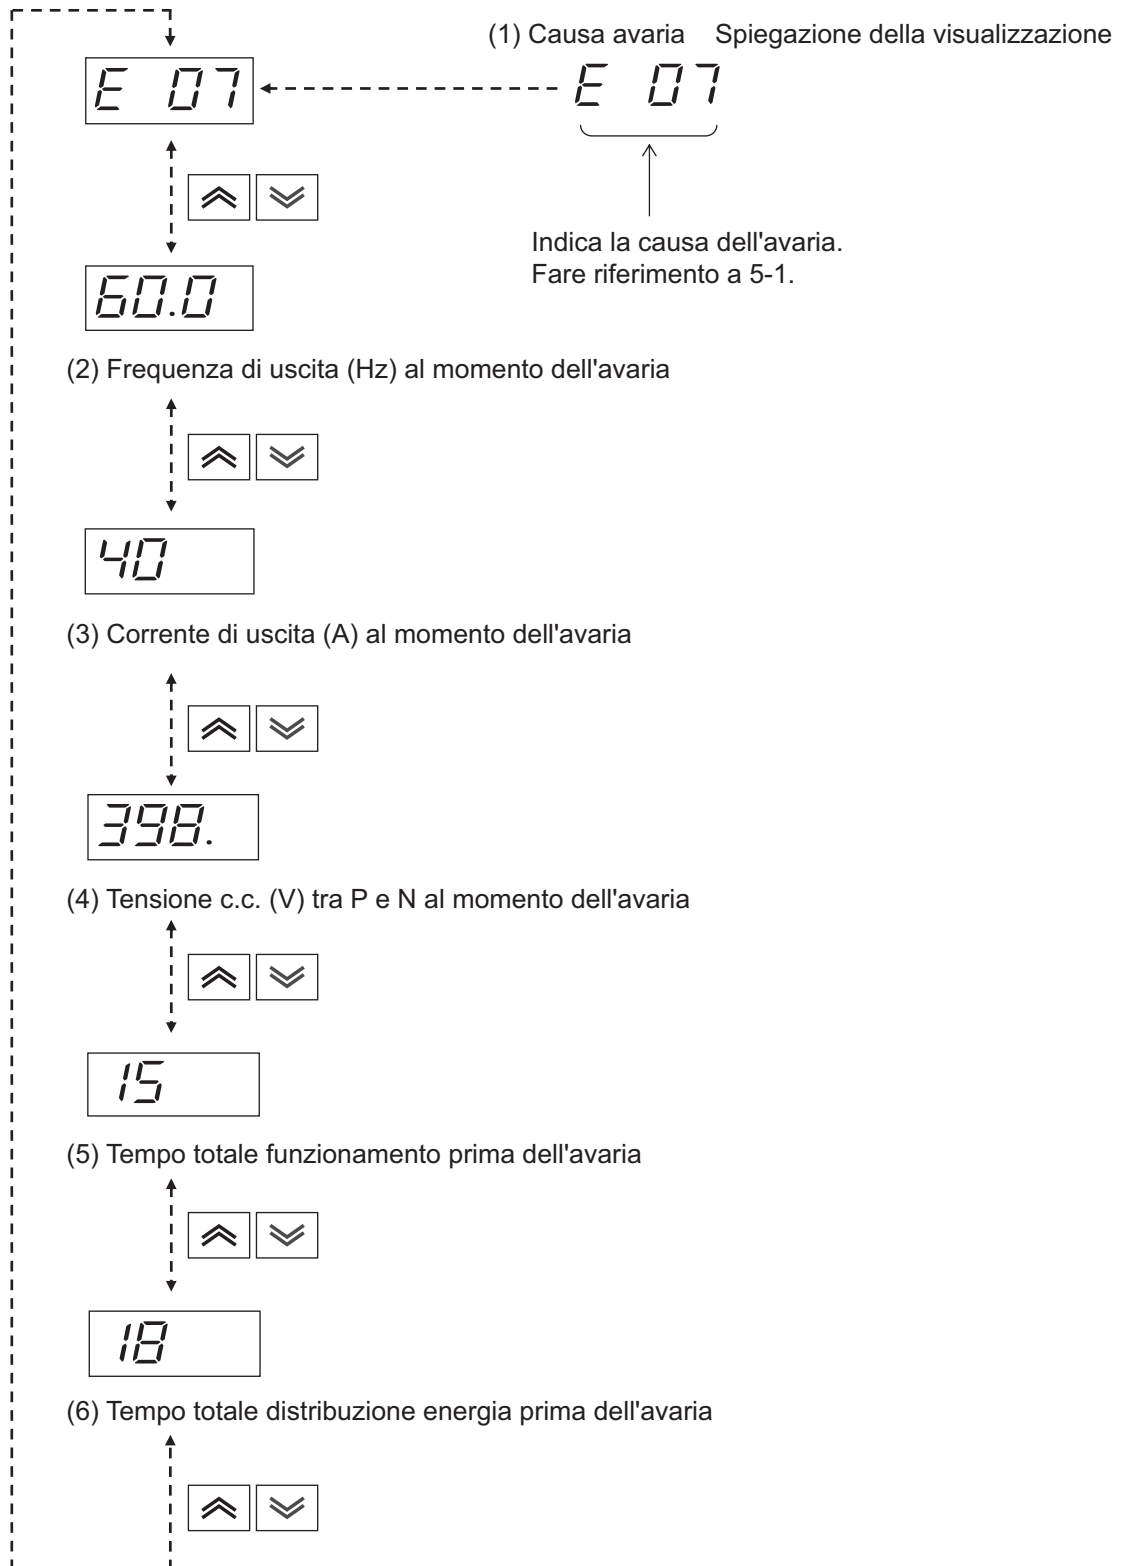 (1) Causa avaria Spiegazione della visualizzazione
E 07
E 07
Indica la causa dell'avaria.
Fare riferimento a 5-1.
60.0
(2) Frequenza di uscita (Hz) al momento dell'avaria
40
(3) Corrente di uscita (A) al momento dell'avaria
398.
(4) Tensione c.c. (V) tra P e N al momento dell'avaria
15
(5) Tempo totale funzionamento prima dell'avaria
18
(6) Tempo totale distribuzione energia prima dell'avaria